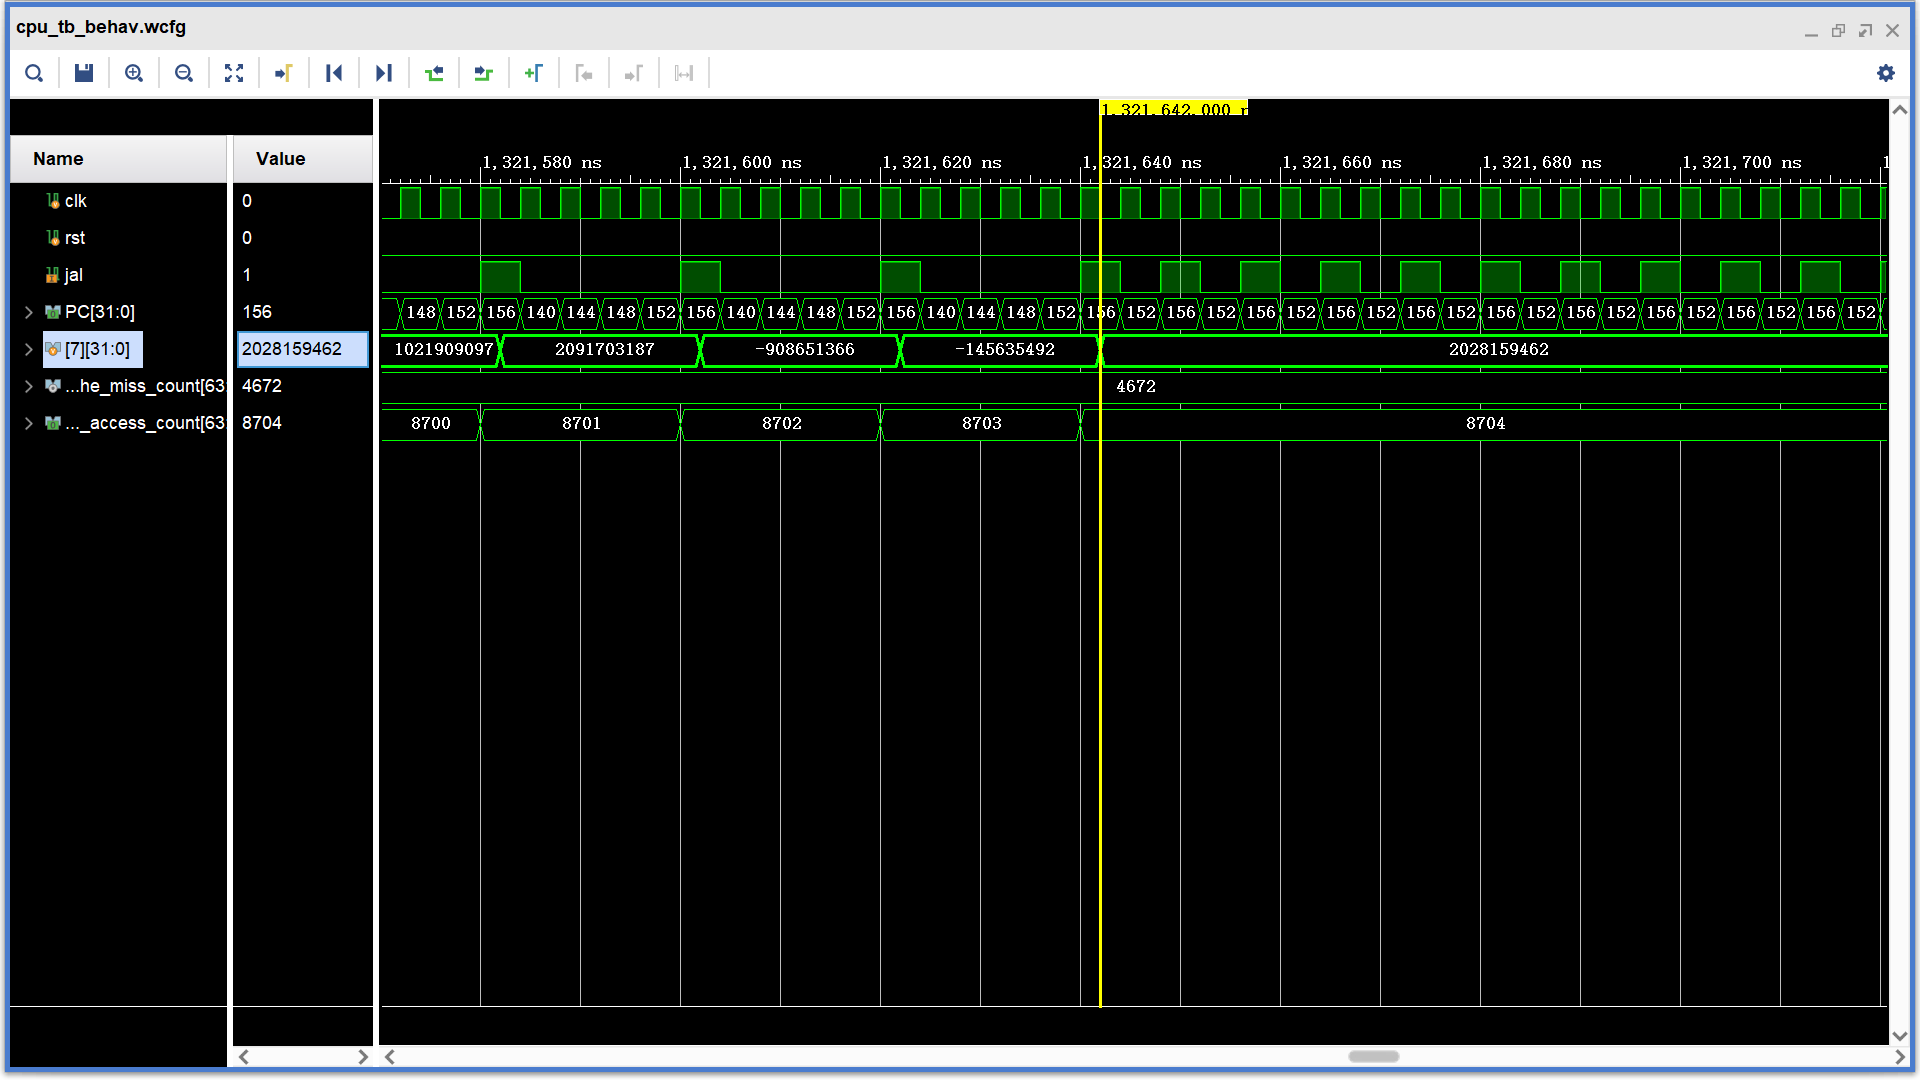 cpu_tb_behav.wcfg
1,321,642.000 n
Name Value
1,321,580 ns 1,321,600 ns 1,321,620 ns 1,321,640 ns 1,321,660 ns 1,321,680 ns 1,321,700 ns 1
clk 0
rst 0
jal 1
PC[31:0] 156 148 152 156 140 144 148 152 156 140 144 148 152 156 140 144 148 152 156 152 156 152 156 152 156 152 156 152 156 152 156 152 156 152 156 152 156 152
[7][31:0] 2028159462 1021909097 2091703187 -908651366 -145635492 2028159462
...he_miss_count[63: 4672 4672
..._access_count[63: 8704 8700 8701 8702 8703 8704